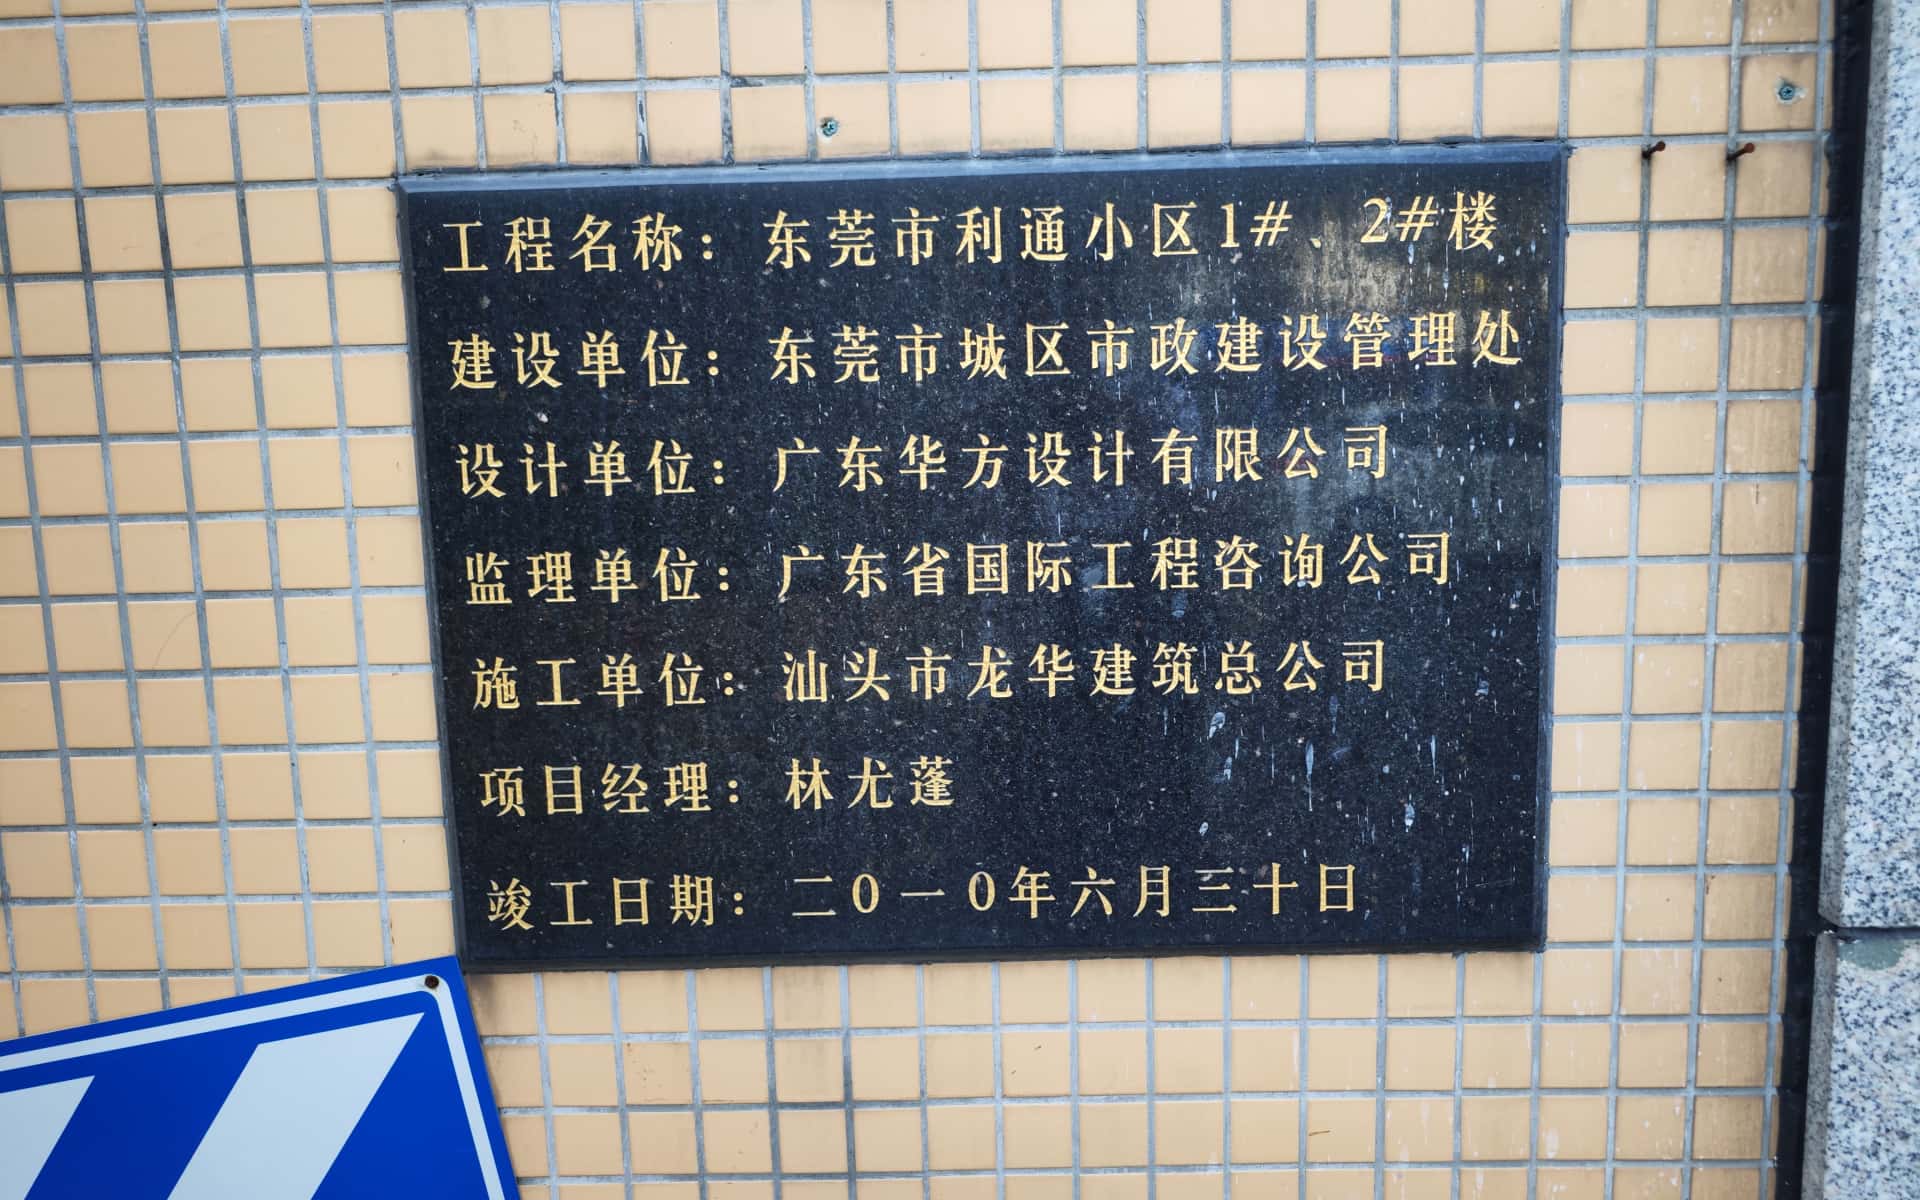 工程名称：东莞市利通小区1#、2#楼
建设单位：东莞市城区市政建设管理处
设计单位：广东华方设计有限公司
监理单位：广东省国际工程咨询公司
施工单位：汕头市龙华建筑总公司
项目经理：林尤蓬
竣工日期：二0一0年六月三十日